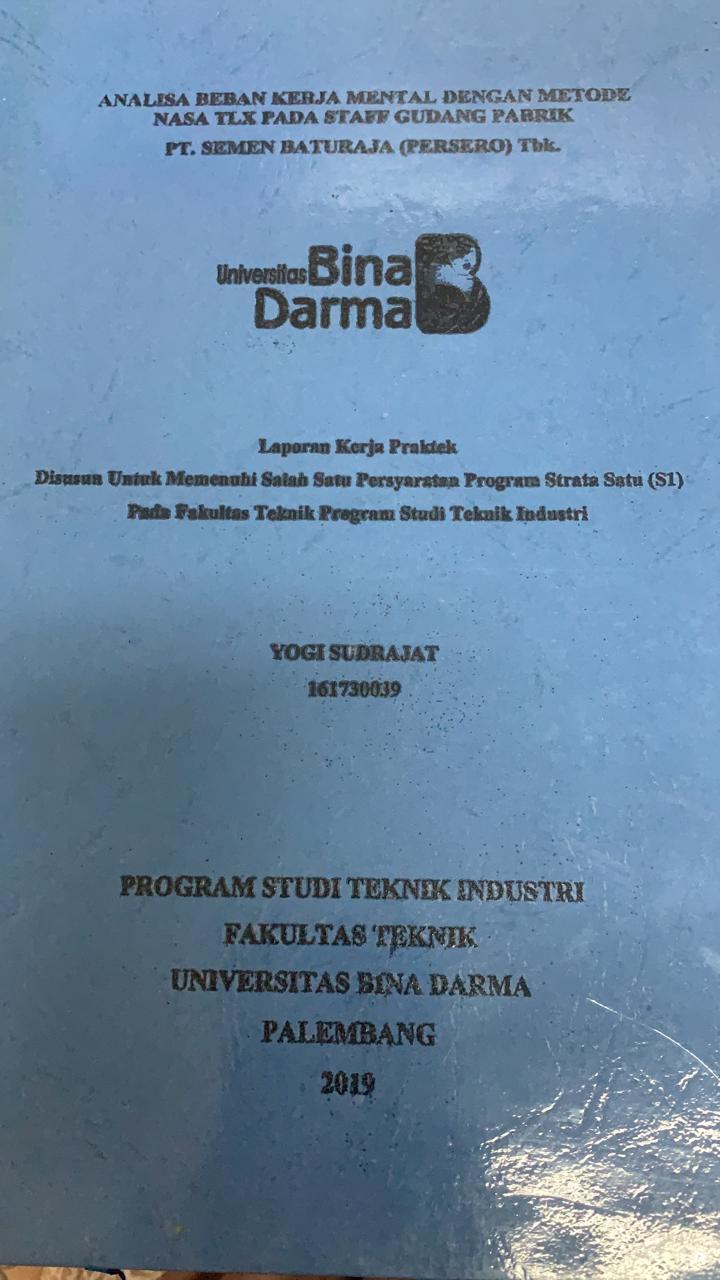 ANALISA BEBAN KERJA MENTAL DENGAN METODE
NASA TLX PADA STAFF GUDANG PABRIK
PT. SEMEN BATURAJA (PERSERO) Tbk.
Universitas Bina
Darma
Laporan Kerja Praktek
Disusun Untuk Memenuhi Salah Satu Persyaratan Program Strata Satu (S1)
Pada Fakultas Teknik Program Studi Teknik Industri
YOGI SUDRAJAT
161730039
PROGRAM STUDI TEKNIK INDUSTRI
FAKULTAS TEKNIK
UNIVERSITAS BINA DARMA
PALEMBANG
2019